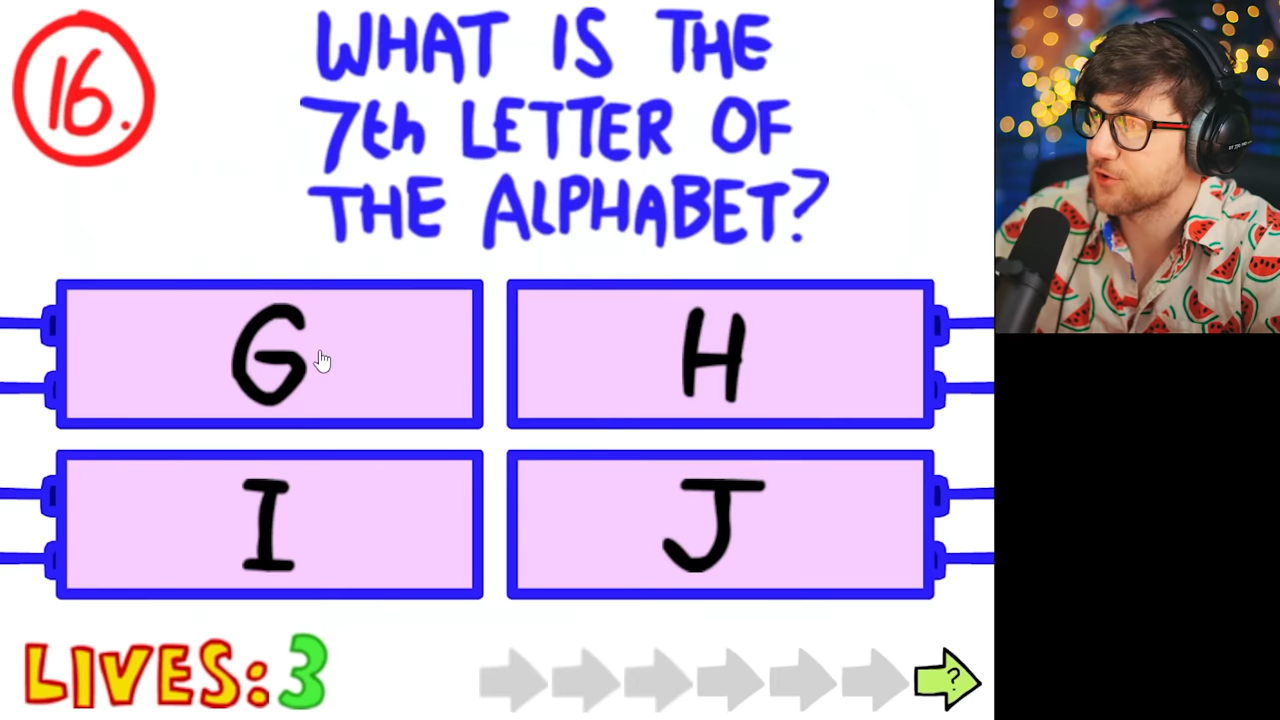 16.
WHAT IS THE
7th LETTER OF
THE ALPHABET?
G
H
I
J
LIVES: 3
?